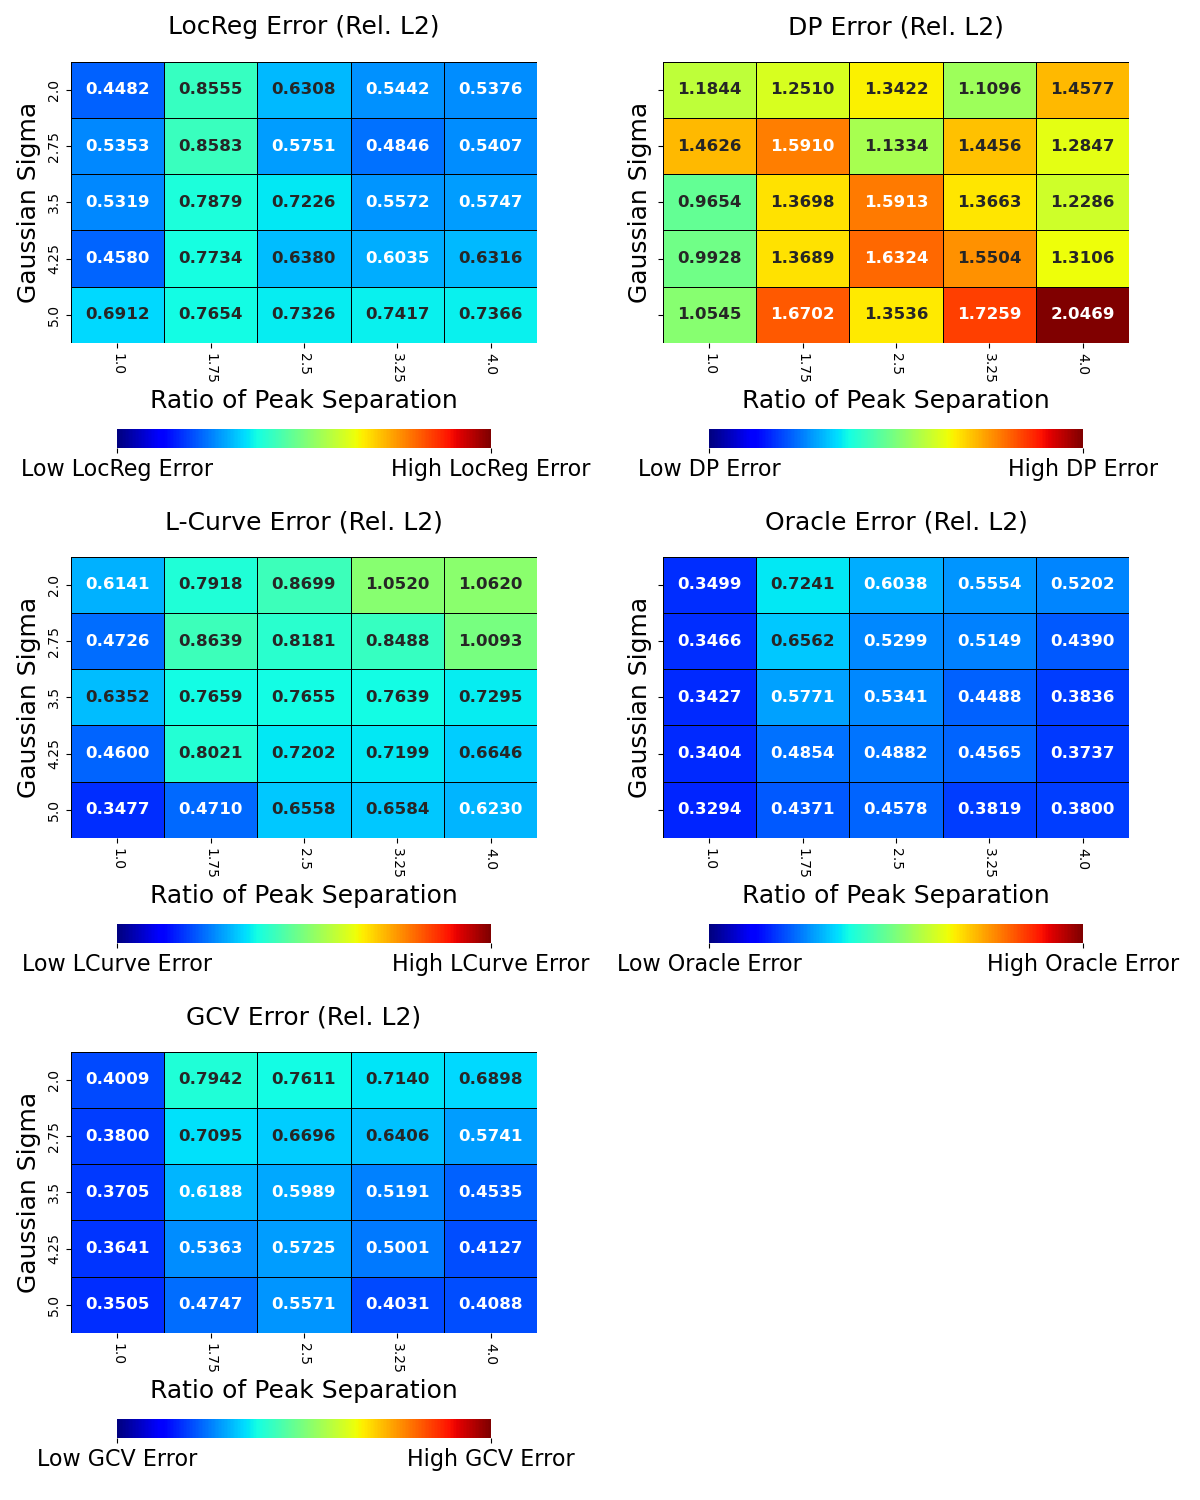 LocReg Error (Rel. L2)
Gaussian Sigma
2.0 0.4482 0.8555 0.6308 0.5442 0.5376
2.75 0.5353 0.8583 0.5751 0.4846 0.5407
3.5 0.5319 0.7879 0.7226 0.5572 0.5747
4.25 0.4580 0.7734 0.6380 0.6035 0.6316
5.0 0.6912 0.7654 0.7326 0.7417 0.7366
1.0 1.75 2.5 3.25 4.0
Ratio of Peak Separation
Low LocReg Error High LocReg Error
DP Error (Rel. L2)
Gaussian Sigma
1.1844 1.2510 1.3422 1.1096 1.4577
1.4626 1.5910 1.1334 1.4456 1.2847
0.9654 1.3698 1.5913 1.3663 1.2286
0.9928 1.3689 1.6324 1.5504 1.3106
1.0545 1.6702 1.3536 1.7259 2.0469
1.0 1.75 2.5 3.25 4.0
Ratio of Peak Separation
Low DP Error High DP Error
L-Curve Error (Rel. L2)
Gaussian Sigma
2.0 0.6141 0.7918 0.8699 1.0520 1.0620
2.75 0.4726 0.8639 0.8181 0.8488 1.0093
3.5 0.6352 0.7659 0.7655 0.7639 0.7295
4.25 0.4600 0.8021 0.7202 0.7199 0.6646
5.0 0.3477 0.4710 0.6558 0.6584 0.6230
1.0 1.75 2.5 3.25 4.0
Ratio of Peak Separation
Low LCurve Error High LCurve Error
Oracle Error (Rel. L2)
Gaussian Sigma
0.3499 0.7241 0.6038 0.5554 0.5202
0.3466 0.6562 0.5299 0.5149 0.4390
0.3427 0.5771 0.5341 0.4488 0.3836
0.3404 0.4854 0.4882 0.4565 0.3737
0.3294 0.4371 0.4578 0.3819 0.3800
1.0 1.75 2.5 3.25 4.0
Ratio of Peak Separation
Low Oracle Error High Oracle Error
GCV Error (Rel. L2)
Gaussian Sigma
2.0 0.4009 0.7942 0.7611 0.7140 0.6898
2.75 0.3800 0.7095 0.6696 0.6406 0.5741
3.5 0.3705 0.6188 0.5989 0.5191 0.4535
4.25 0.3641 0.5363 0.5725 0.5001 0.4127
5.0 0.3505 0.4747 0.5571 0.4031 0.4088
1.0 1.75 2.5 3.25 4.0
Ratio of Peak Separation
Low GCV Error High GCV Error